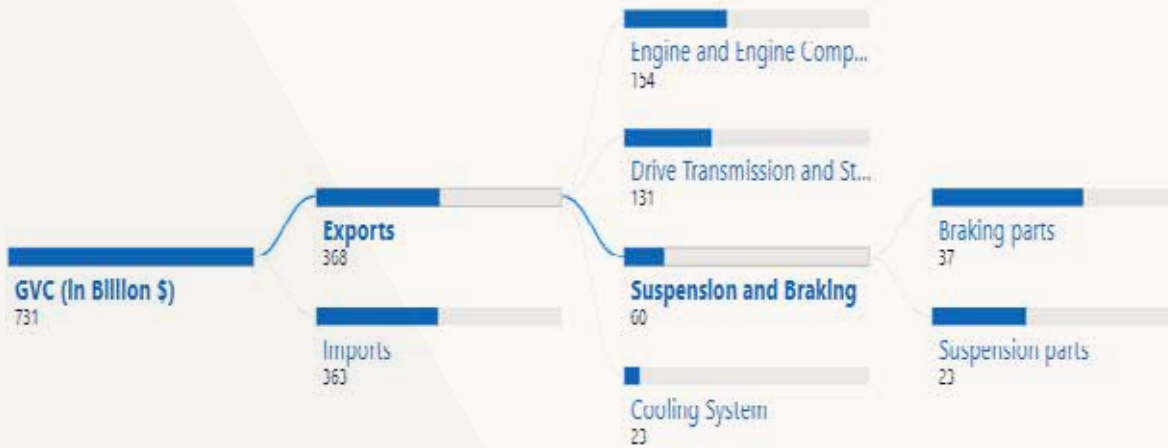 GVC (in Billion $)
731
Exports
368
Imports
363
Engine and Engine Comp...
154
Drive Transmission and St...
131
Suspension and Braking
60
Cooling System
23
Braking parts
37
Suspension parts
23